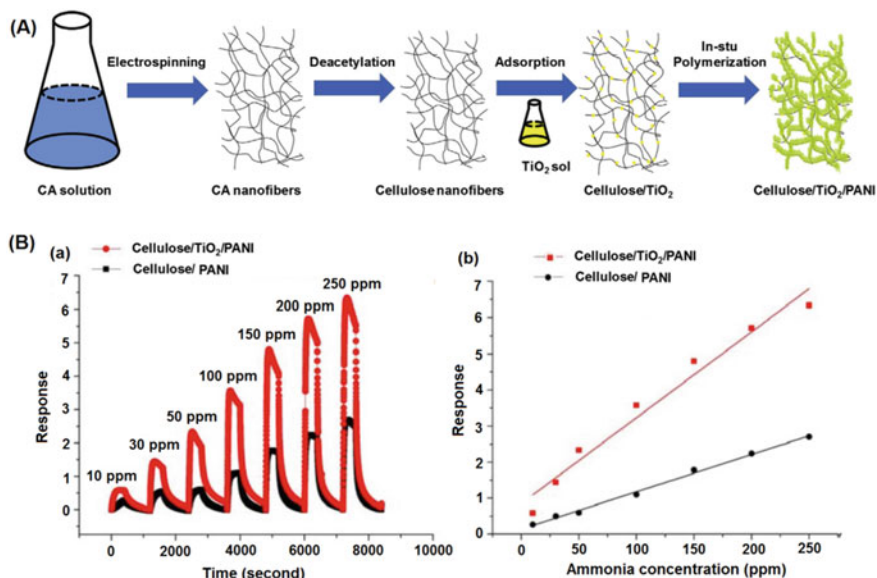 (A)
Electrospinning
Deacetylation
Adsorption
In-stu
Polymerization
TiO2 sol
CA solution
CA nanofibers
Cellulose nanofibers
Cellulose/TiO2
Cellulose/TiO2/PANI
(B)
(a)
Cellulose/TiO2/PANI
Cellulose/ PANI
7
6
5
4
3
2
1
0
Response
10 ppm
30 ppm
50 ppm
100 ppm
150 ppm
200 ppm
250 ppm
0 2000 4000 6000 8000 10000
Time (second)
(b)
Cellulose/TiO2/PANI
Cellulose/ PANI
7
6
5
4
3
2
1
0
Response
0 50 100 150 200 250
Ammonia concentration (ppm)